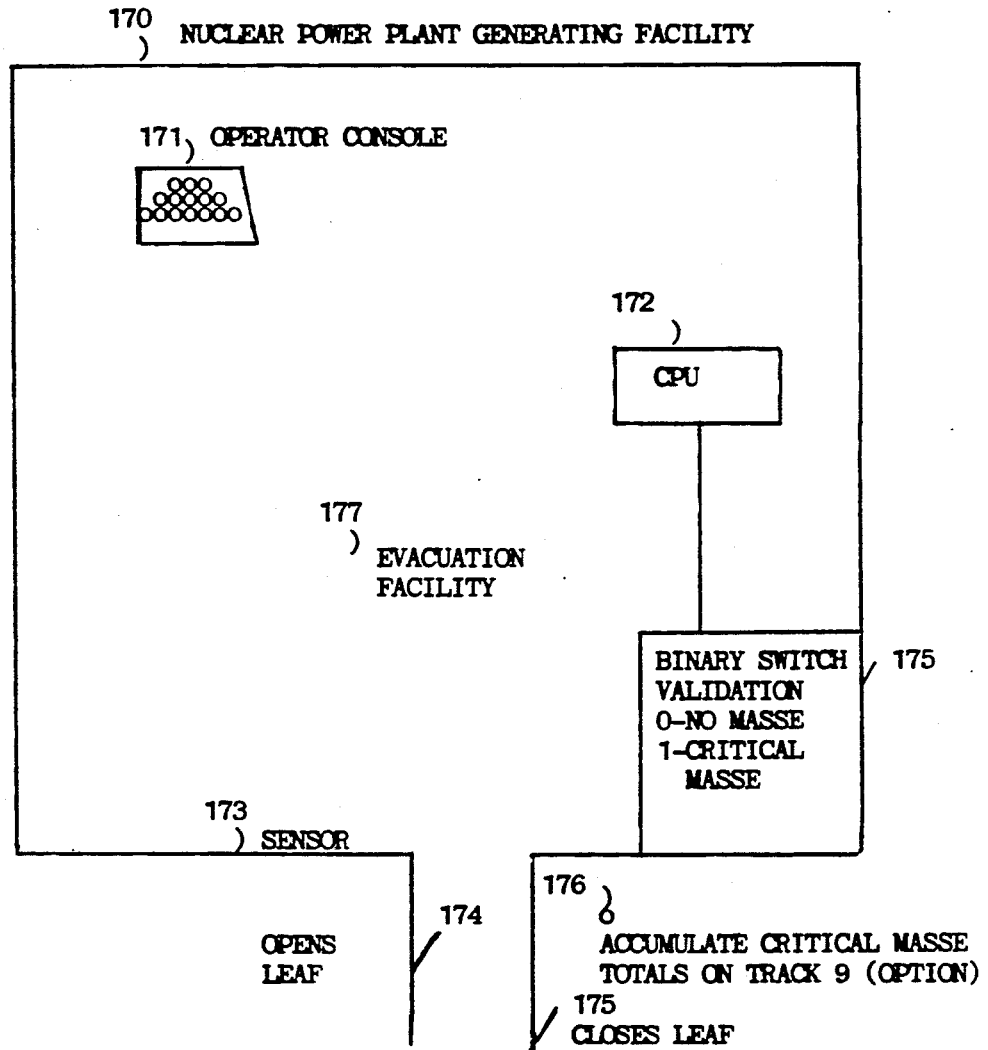 170
NUCLEAR POWER PLANT GENERATING FACILITY
171 OPERATOR CONSOLE
172
CPU
177
EVACUATION
FACILITY
BINARY SWITCH
VALIDATION
0-NO MASSE
1-CRITICAL
MASSE
175
173
SENSOR
174
OPENS
LEAF
176
ACCUMULATE CRITICAL MASSE
TOTALS ON TRACK 9 (OPTION)
175
CLOSES LEAF